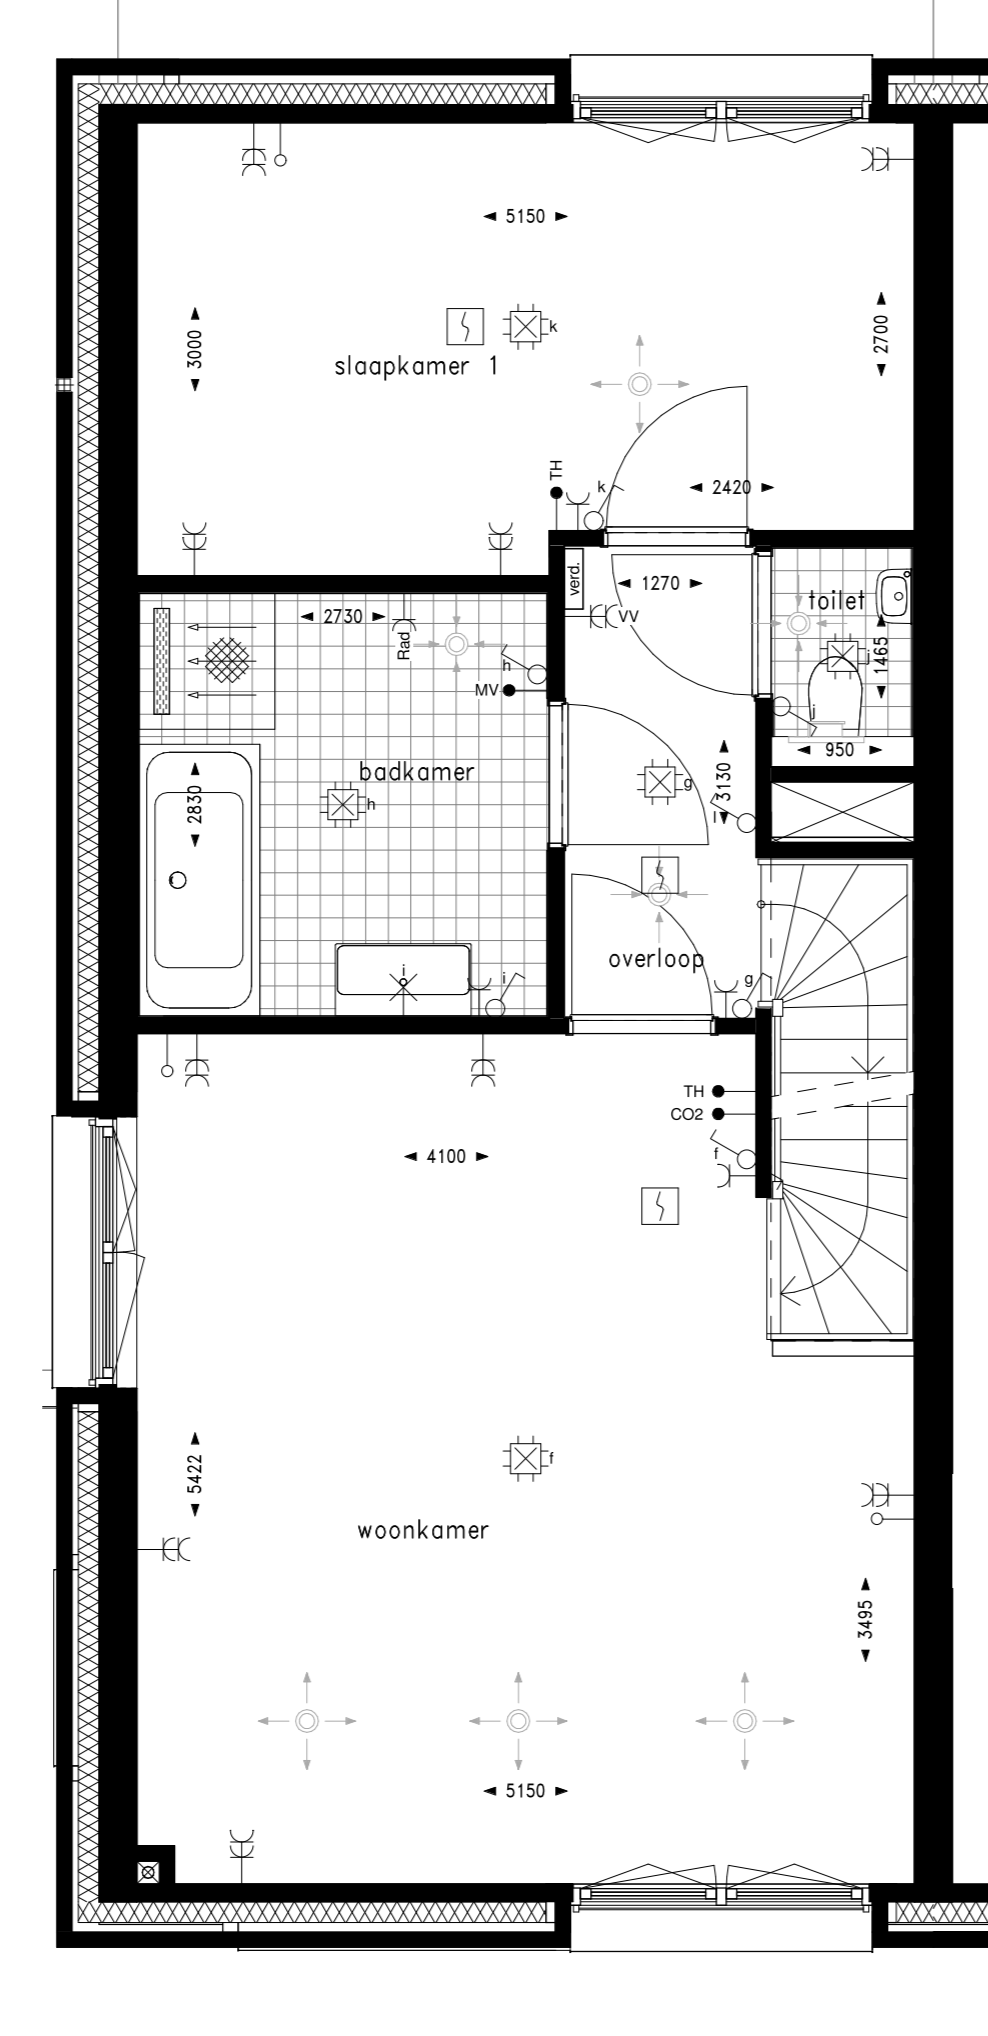 5150
3000
2700
k
slaapkamer 1
TH
k
2420
verd.
1270
VV
toilet
2730
Rad
h
MV
j
1465
j
950
badkamer
2830
h
g
3130
l
overloop
i
i
g
TH
CO2
f
4100
5422
f
woonkamer
3495
5150